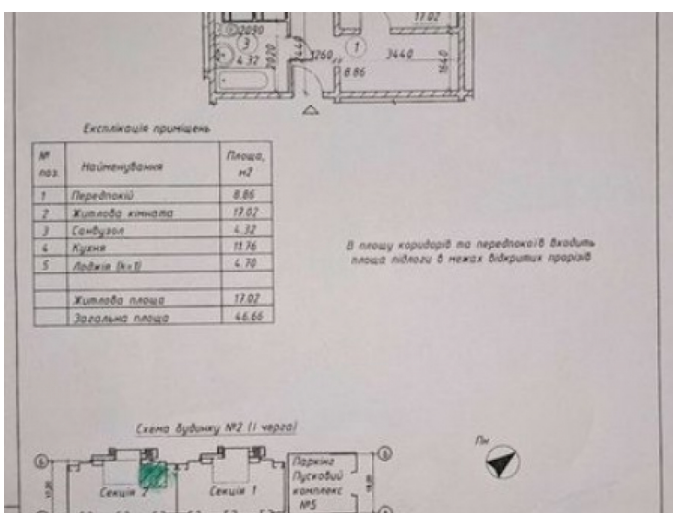 17.02
2090
3
4.32
2020
1260
1
3440
1640
8.86
Експлікація приміщень
№ поз.
Найменування
Площа, м2
1 Передпокій 8.86
2 Житлова кімната 17.02
3 Санвузол 4.32
4 Кухня 11.76
5 Лоджія (k=1) 4.70
Житлова площа 17.02
Загальна площа 46.66
В площу коридорів та передпокоїв входить
площа підлоги в межах відкритих прорізів
Схема будинку №2 (I черга)
Пн
Б
Б
Секція 2
Секція 1
Паркінг
Пусковий
комплекс
№5